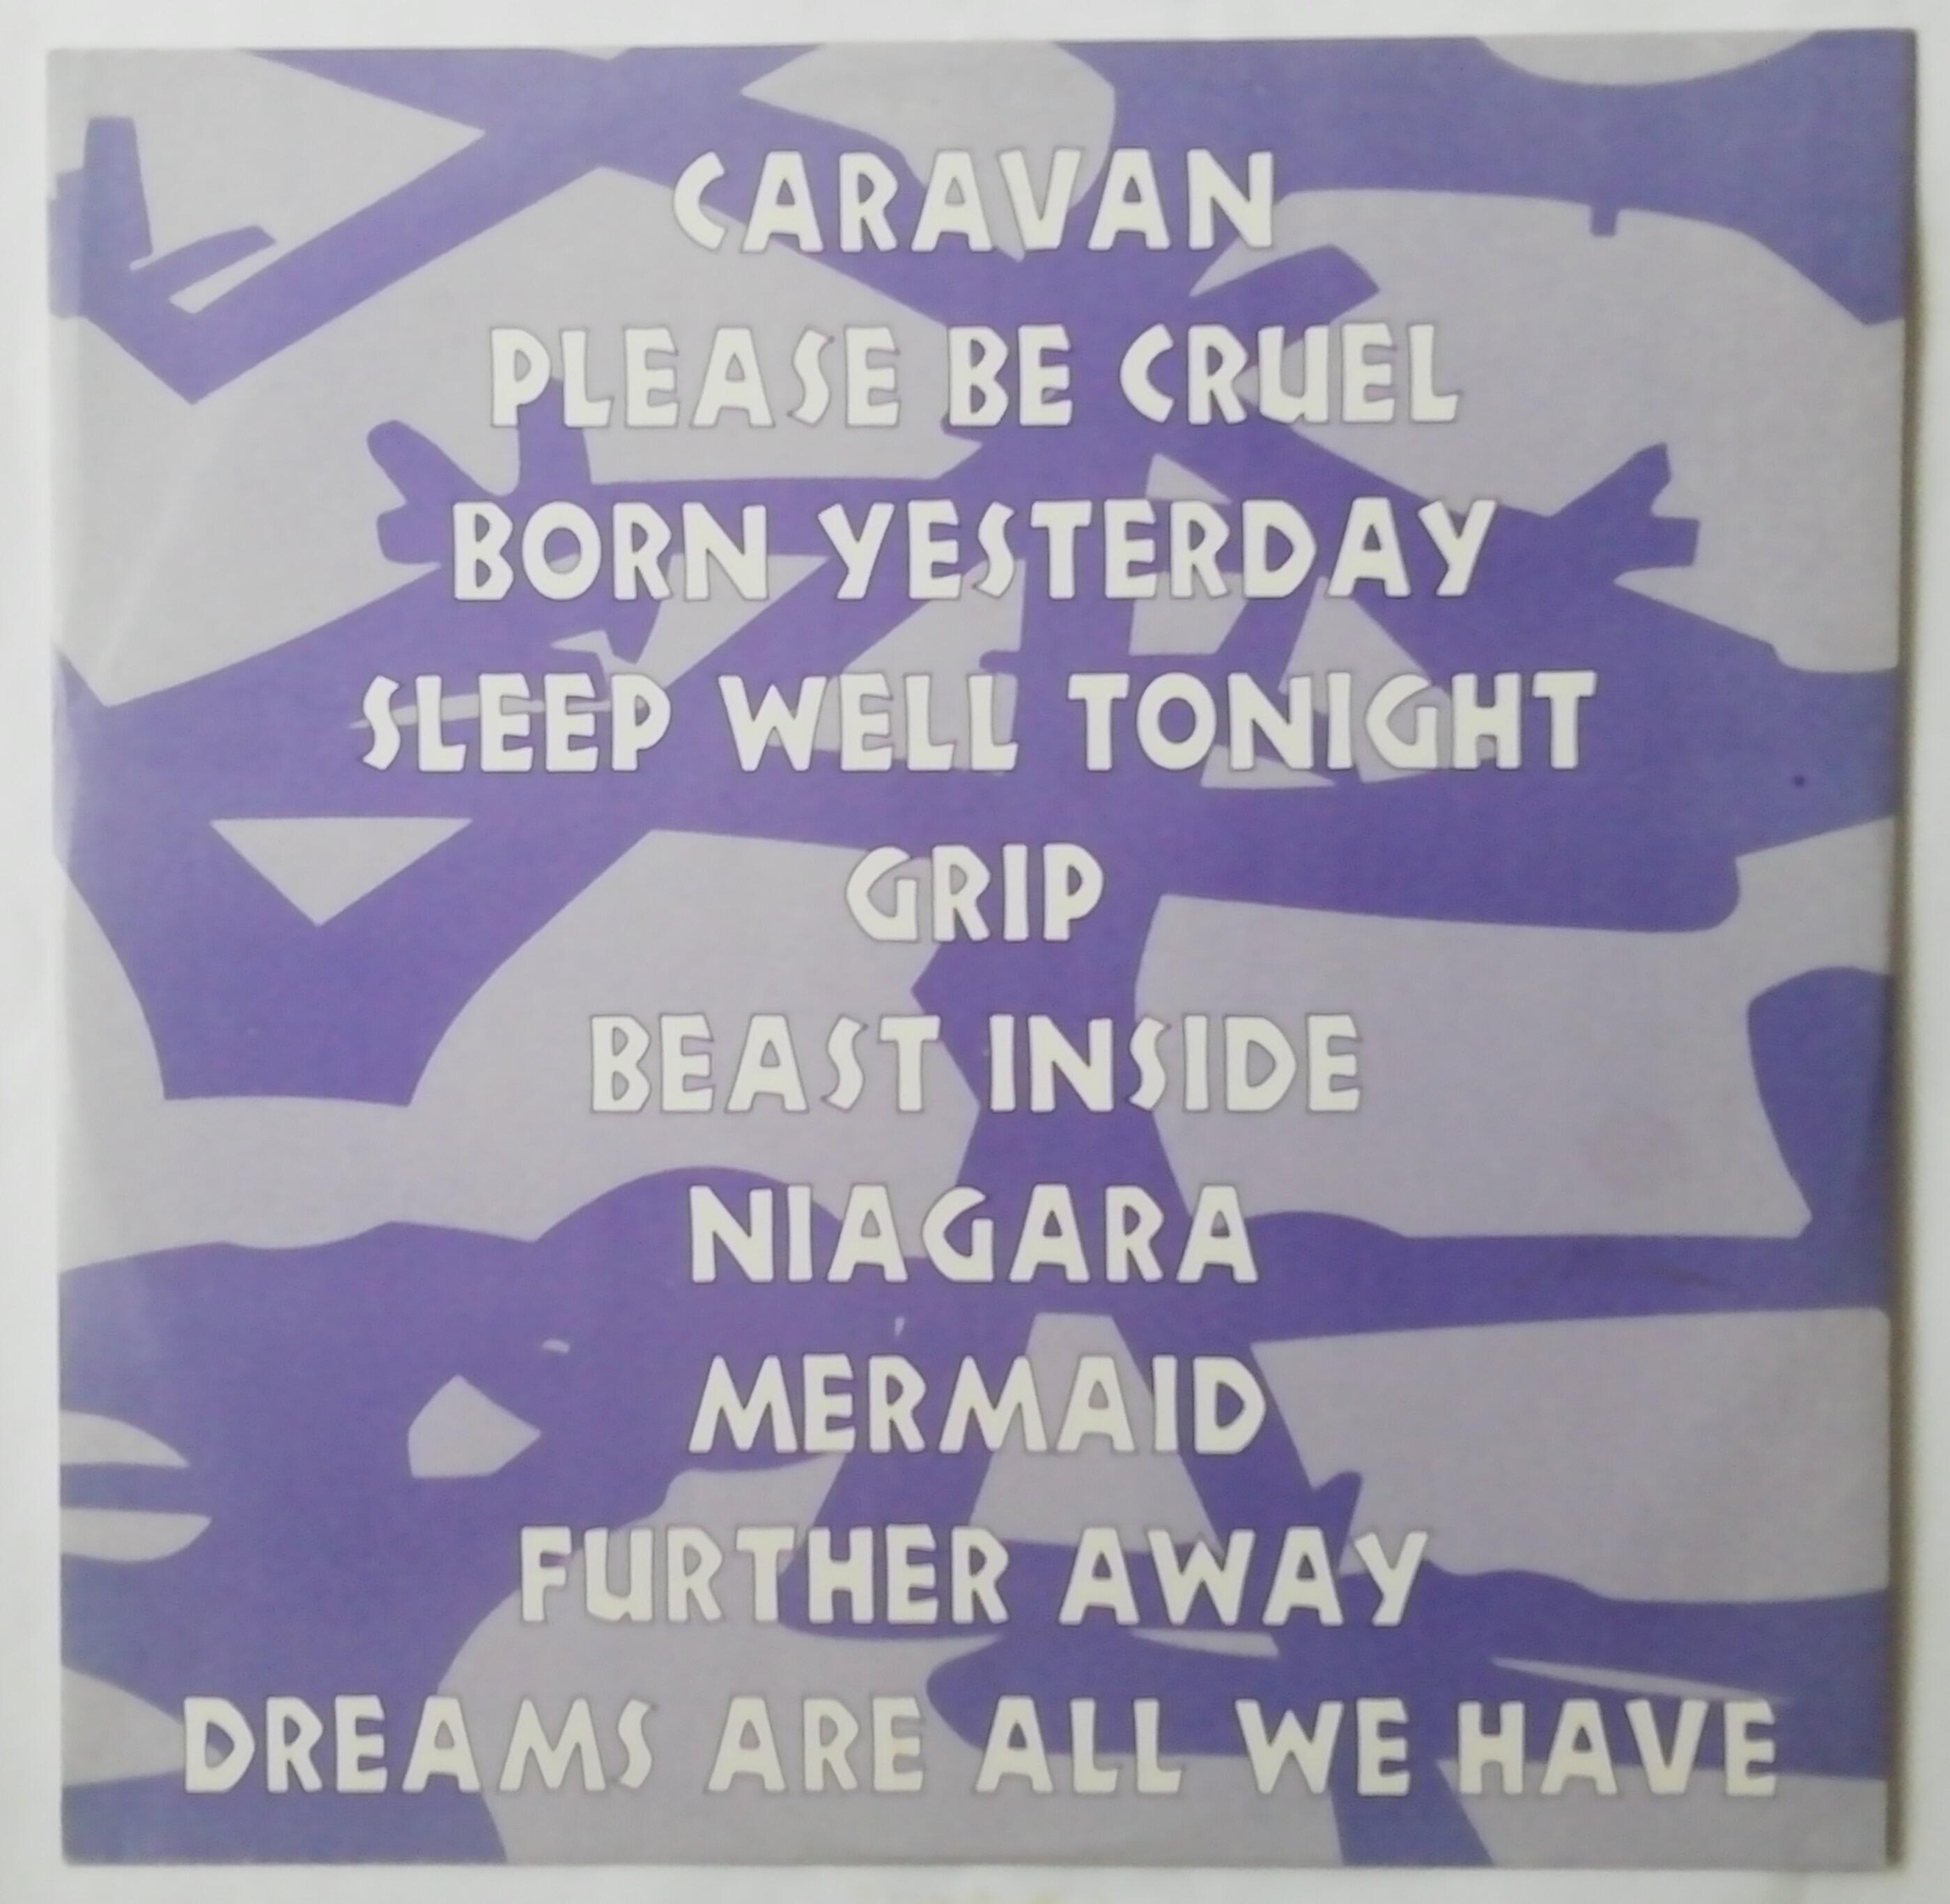 CARAVAN
PLEASE BE CRUEL
BORN YESTERDAY
SLEEP WELL TONIGHT
GRIP
BEAST INSIDE
NIAGARA
MERMAID
FURTHER AWAY
DREAMS ARE ALL WE HAVE